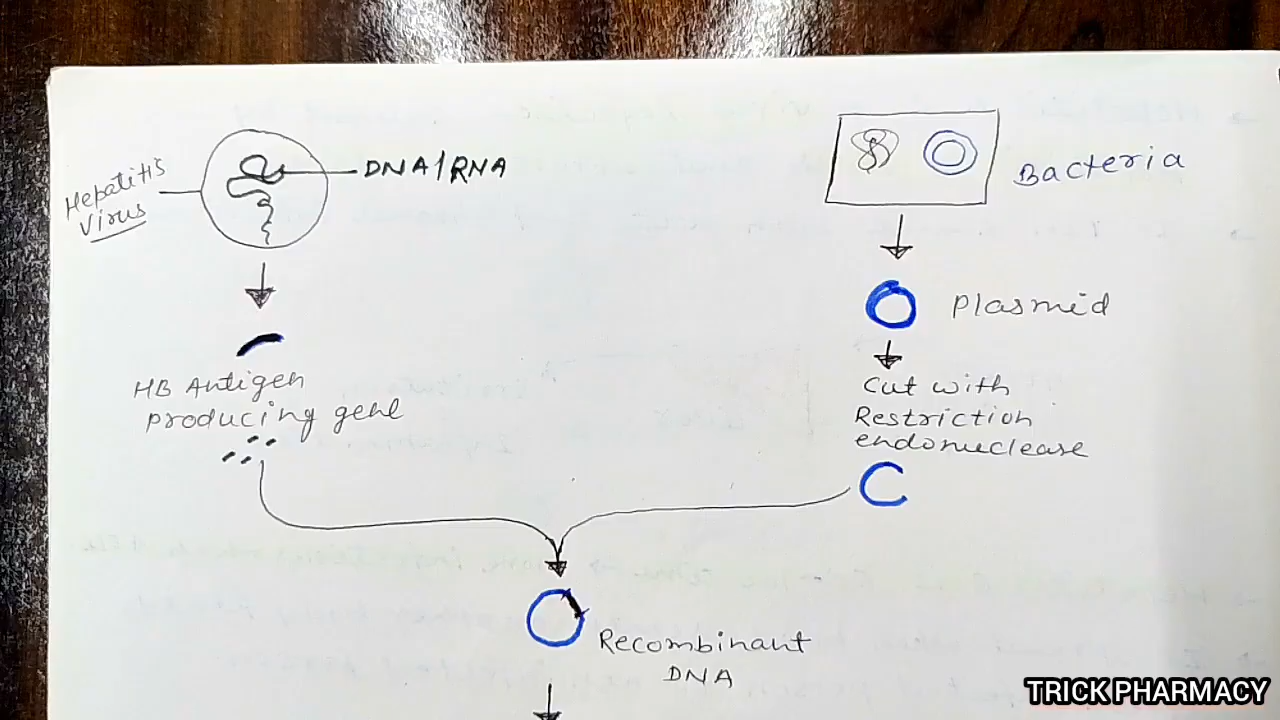 Hepatitis
Virus
DNA/RNA
HB Antigen
producing gene
Bacteria
Plasmid
Cut with
Restriction
endonuclease
Recombinant
DNA
TRICK PHARMACY